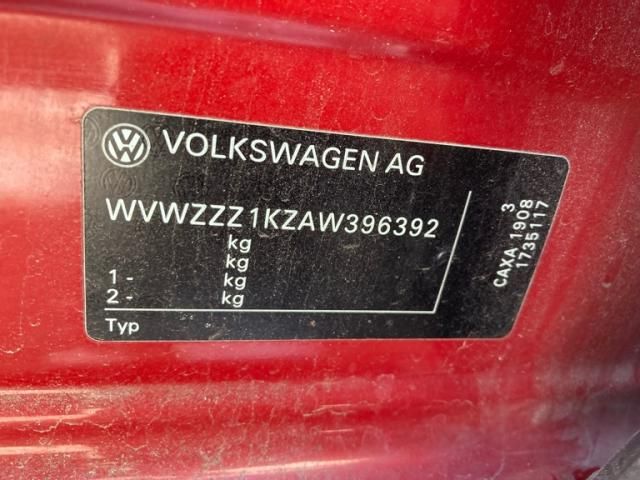 VOLKSWAGEN AG
WVWZZZ1KZAW396392
kg
kg
1 - kg
2 - kg
Typ
3
CAXA 1908
1735117